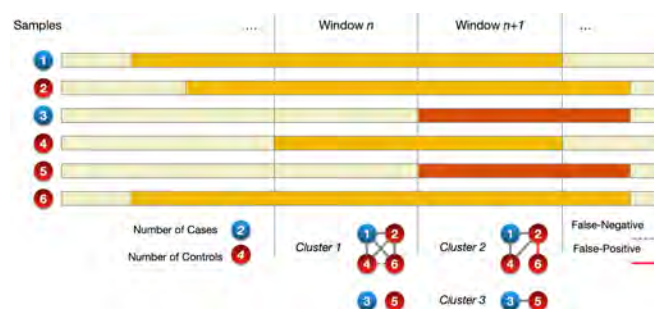 Samples .... Window n Window n+1 ...
1
2
3
4
5
6
Number of Cases 2
Number of Controls 4
Cluster 1
1 2
4 6
3 5
Cluster 2
1 2
4 6
Cluster 3 3 5
False-Negative
False-Positive